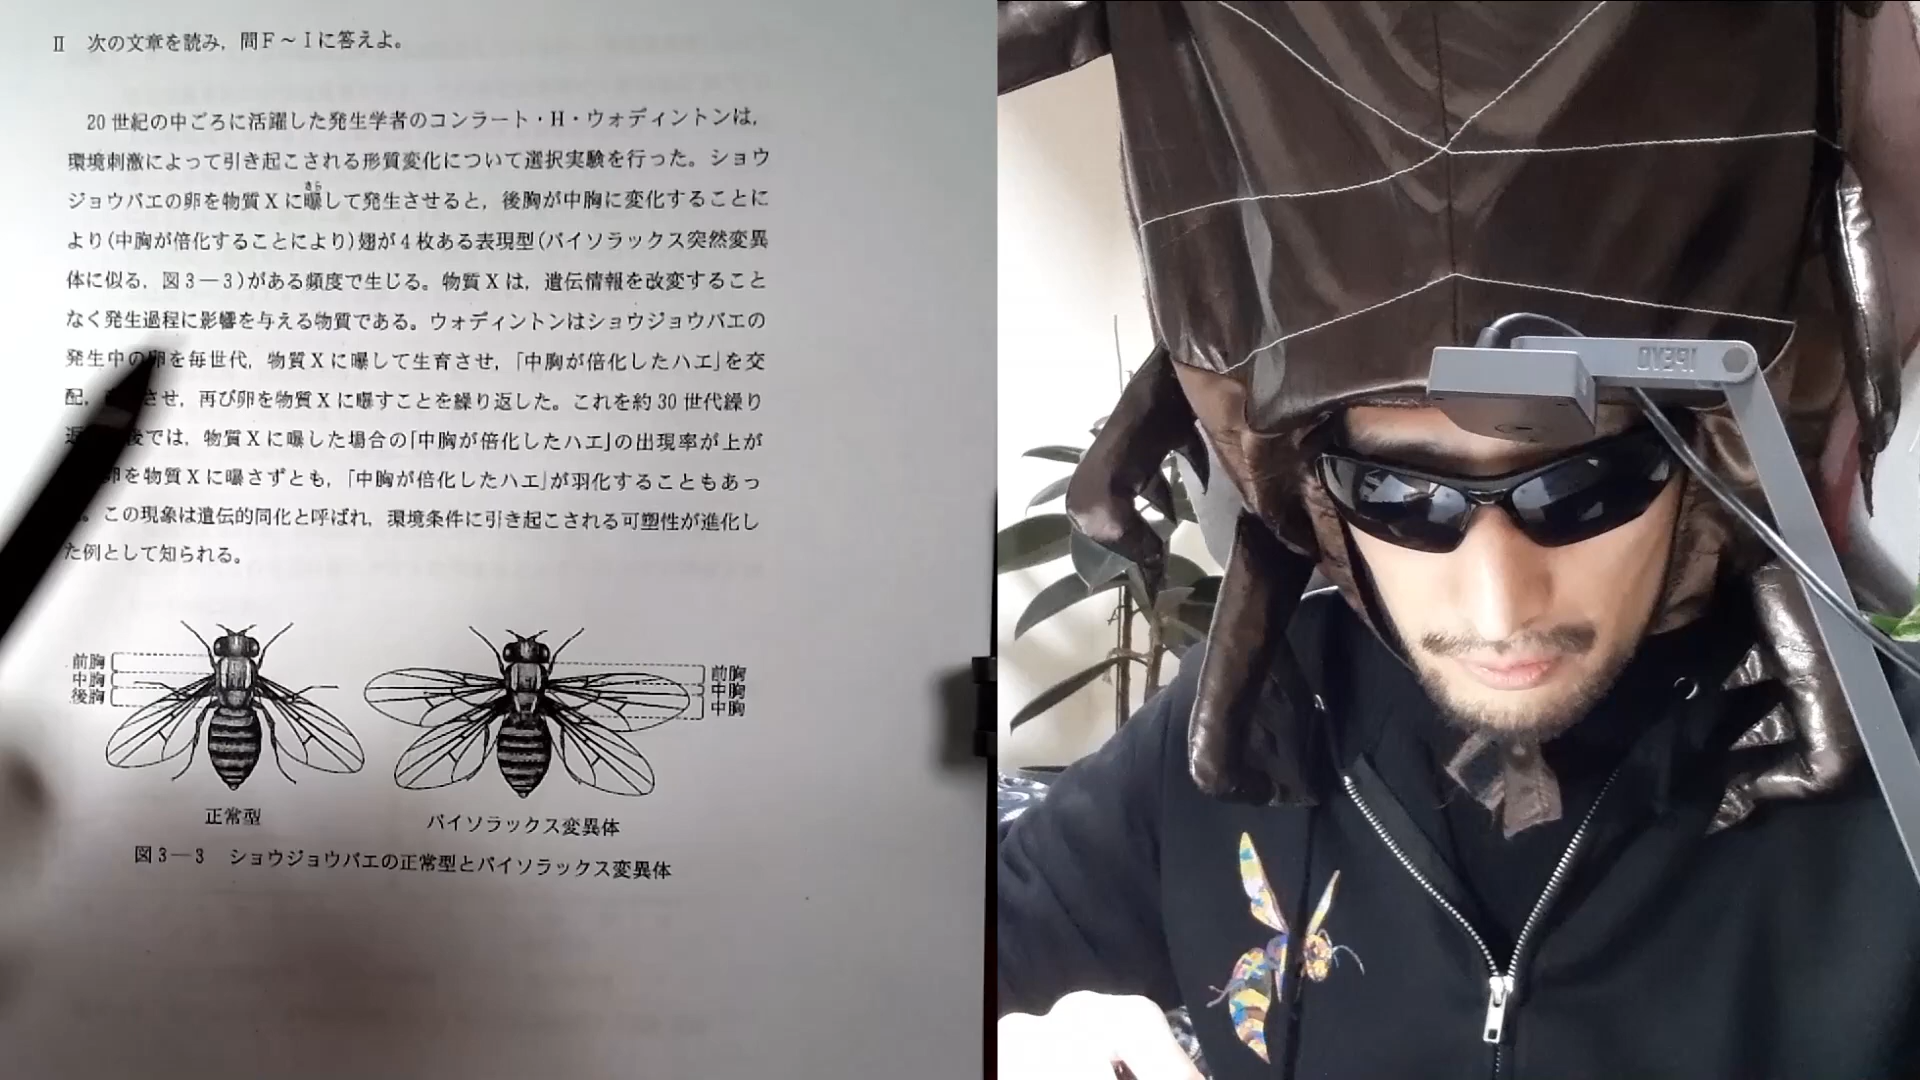 II 次の文章を読み，問F～Iに答えよ。
20世紀の中ごろに活躍した発生学者のコンラート・H・ウォディントンは，
環境刺激によって引き起こされる形質変化について選択実験を行った。ショウ
ジョウバエの卵を物質Xに曝して発生させると，後胸が中胸に変化することに
さら
より(中胸が倍化することにより)翅が4枚ある表現型(バイソラックス突然変異
体に似る，図3―3)がある頻度で生じる。物質Xは，遺伝情報を改変すること
なく発生過程に影響を与える物質である。ウォディントンはショウジョウバエの
発生中の卵を毎世代，物質Xに曝して生育させ，「中胸が倍化したハエ」を交
配，させ，再び卵を物質Xに曝すことを繰り返した。これを約30世代繰り
後では，物質Xに曝した場合の「中胸が倍化したハエ」の出現率が上が
卵を物質Xに曝さずとも，「中胸が倍化したハエ」が羽化することもあっ
。この現象は遺伝的同化と呼ばれ，環境条件に引き起こされる可塑性が進化し
た例として知られる。
前胸
中胸
後胸
前胸
中胸
中胸
正常型
バイソラックス変異体
図3―3 ショウジョウバエの正常型とバイソラックス変異体